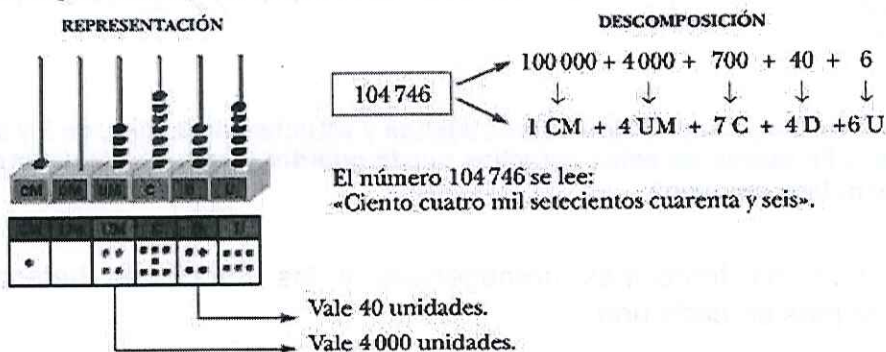 REPRESENTACIÓN
DESCOMPOSICIÓN
104 746
100 000 + 4 000 + 700 + 40 + 6
1 CM + 4 UM + 7 C + 4 D + 6 U
El número 104 746 se lee:
«Ciento cuatro mil setecientos cuarenta y seis».
CM DM UM C D U
UM C D U
Vale 40 unidades.
Vale 4 000 unidades.